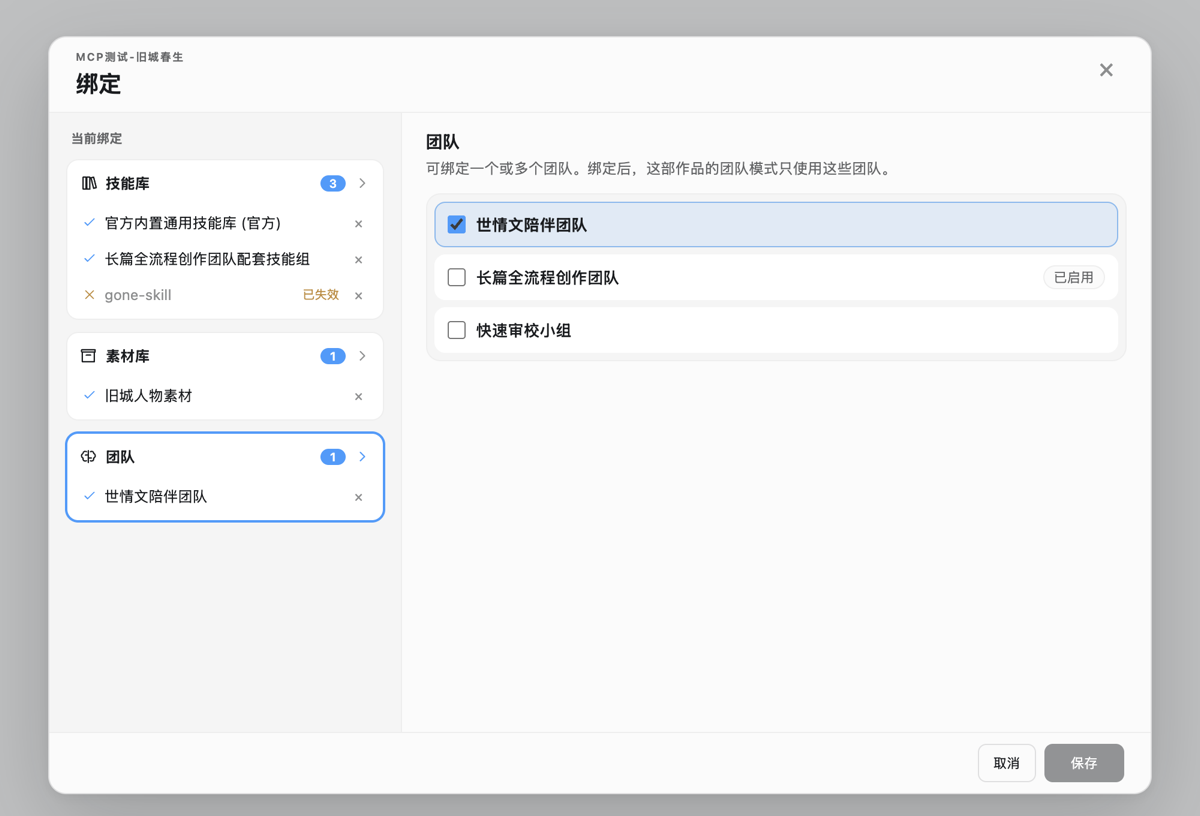 MCP测试-旧城春生
绑定
当前绑定
技能库 3
官方内置通用技能库 (官方)
长篇全流程创作团队配套技能组
gone-skill 已失效
素材库 1
旧城人物素材
团队 1
世情文陪伴团队
团队
可绑定一个或多个团队。绑定后，这部作品的团队模式只使用这些团队。
世情文陪伴团队
长篇全流程创作团队 已启用
快速审校小组
取消 保存